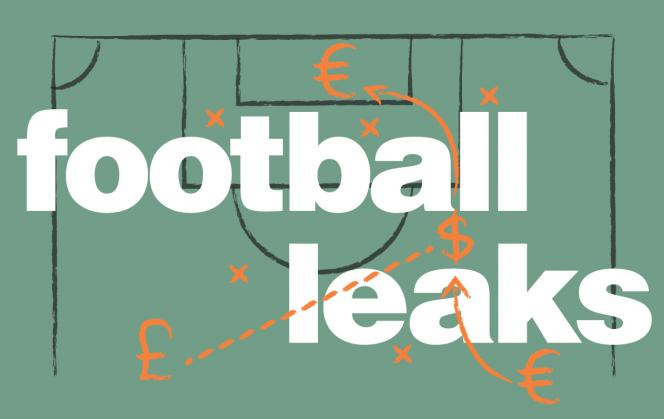 €
football
$
leaks
£
€